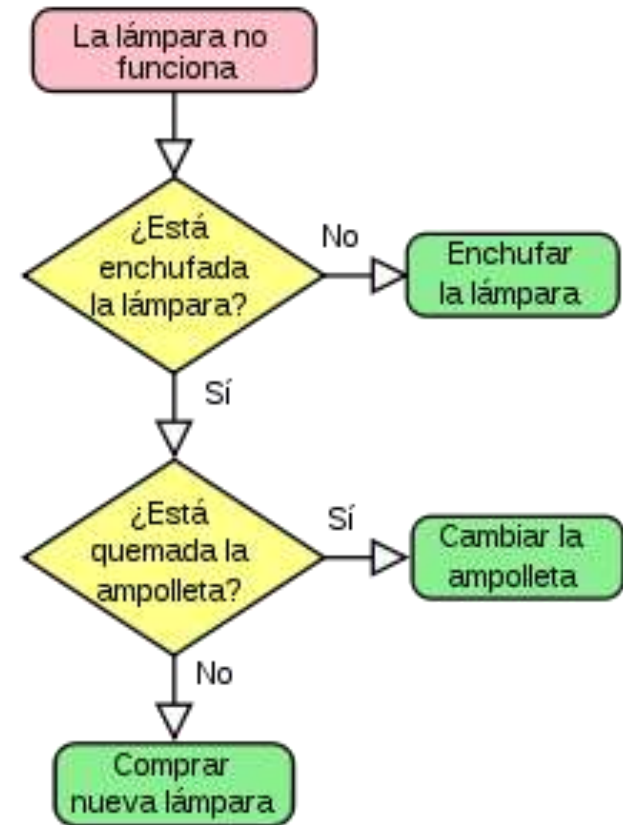 La lámpara no
funciona
¿Está
enchufada
la lámpara?
No
Enchufar
la lámpara
Sí
¿Está
quemada la
ampolleta?
Sí
Cambiar la
ampolleta
No
Comprar
nueva lámpara